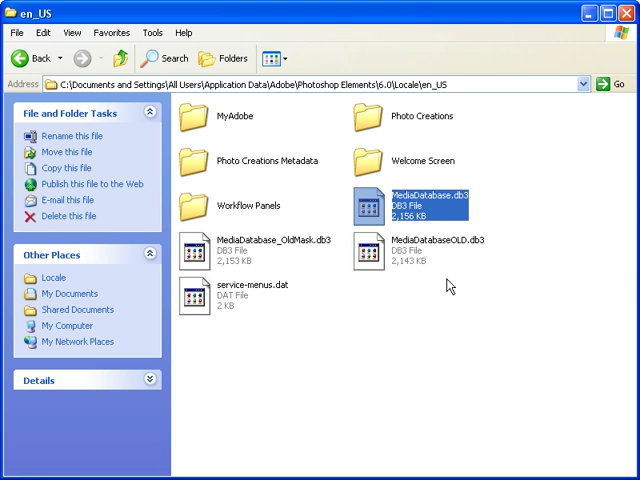 en_US
File Edit View Favorites Tools Help
Back Search Folders
Address C:\Documents and Settings\All Users\Application Data\Adobe\Photoshop Elements\6.0\Locale\en_US Go
File and Folder Tasks
Rename this file
Move this file
Copy this file
Publish this file to the Web
E-mail this file
Delete this file
Other Places
Locale
My Documents
Shared Documents
My Computer
My Network Places
Details
MyAdobe
Photo Creations
Photo Creations Metadata
Welcome Screen
Workflow Panels
MediaDatabase.db3
DB3 File
2,156 KB
MediaDatabase_OldMask.db3
DB3 File
2,153 KB
MediaDatabaseOLD.db3
DB3 File
2,143 KB
service-menus.dat
DAT File
2 KB